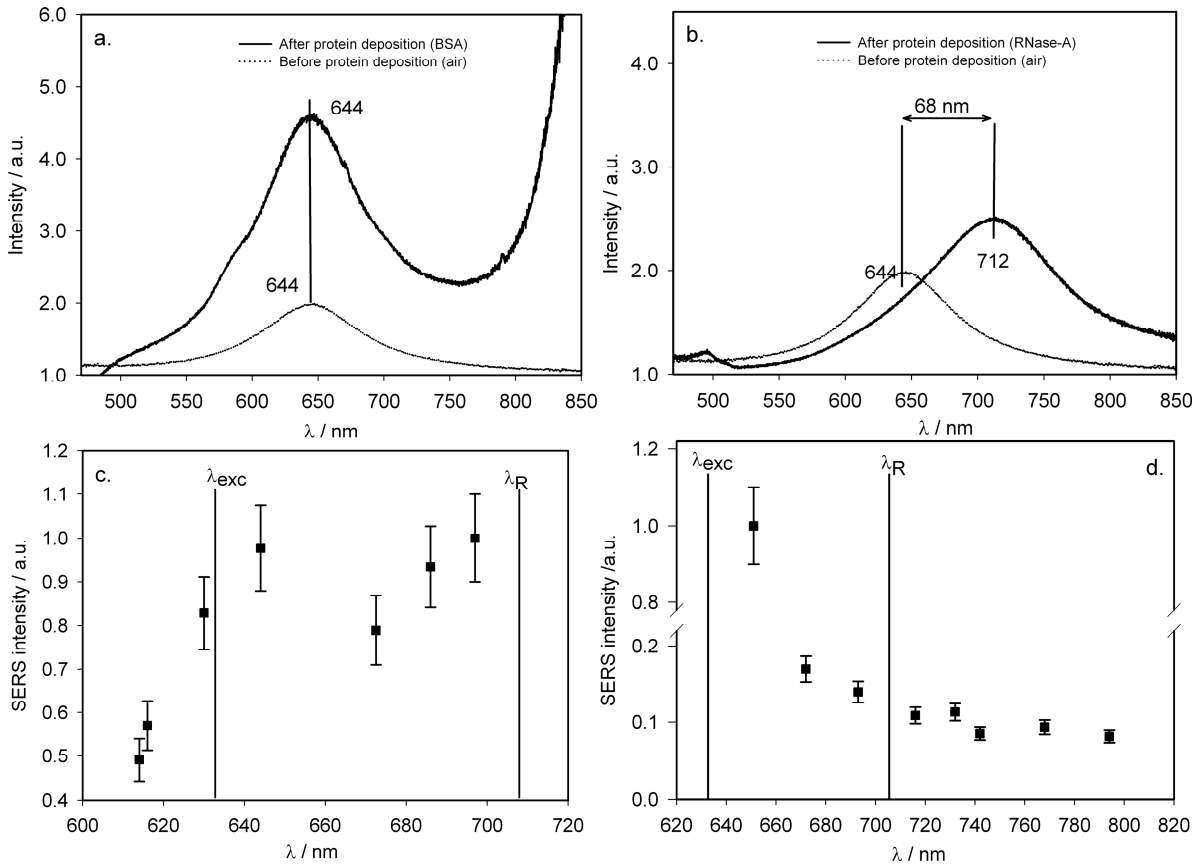 a.
After protein deposition (BSA)
Before protein deposition (air)
644
644
Intensity / a.u.
6.0
5.0
4.0
3.0
2.0
1.0
500 550 600 650 700 750 800 850
λ / nm
b.
After protein deposition (RNase-A)
Before protein deposition (air)
68 nm
644
712
Intensity / a.u.
4.0
3.0
2.0
1.0
500 550 600 650 700 750 800 850
λ / nm
c.
λexc
λR
SERS intensity / a.u.
1.2
1.1
1.0
0.9
0.8
0.7
0.6
0.5
0.4
600 620 640 660 680 700 720
λ / nm
d.
λexc
λR
SERS intensity /a.u.
1.2
1.0
0.8
0.2
0.1
0.0
620 640 660 680 700 720 740 760 780 800 820
λ / nm